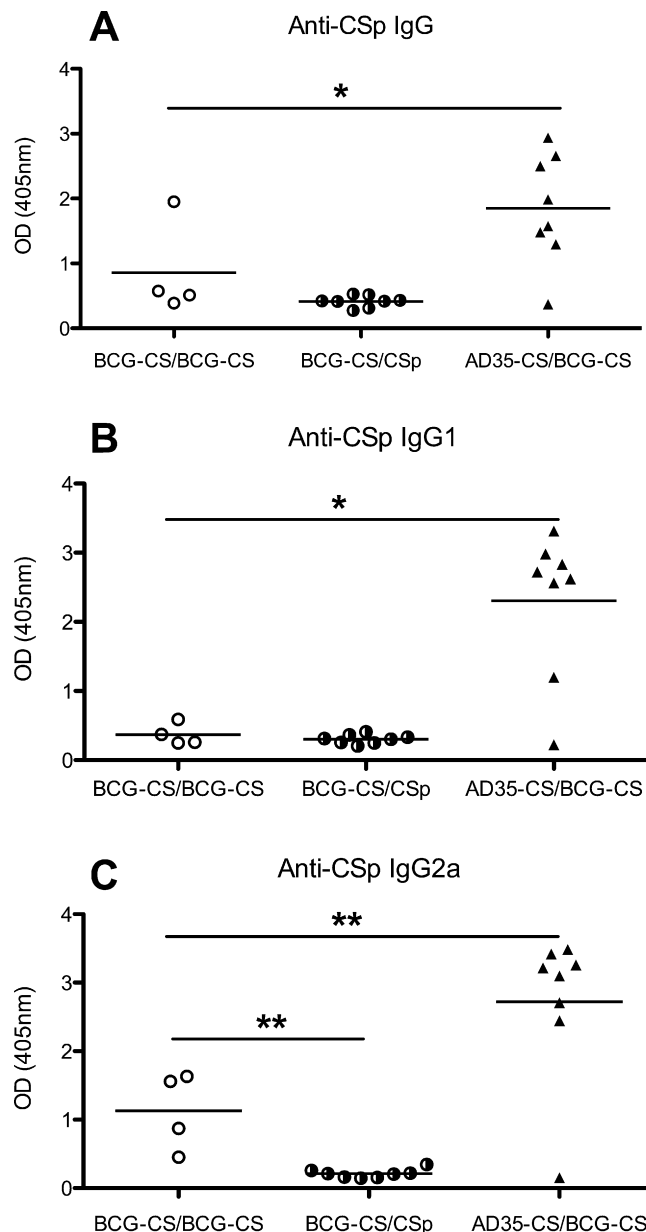 A
Anti-CSp IgG
4
*
3
OD (405nm)
2
1
0
BCG-CS/BCG-CS BCG-CS/CSp AD35-CS/BCG-CS
B
Anti-CSp IgG1
4
*
3
OD (405nm)
2
1
0
BCG-CS/BCG-CS BCG-CS/CSp AD35-CS/BCG-CS
C
Anti-CSp IgG2a
4
**
3
OD (405nm)
**
2
1
0
BCG-CS/BCG-CS BCG-CS/CSp AD35-CS/BCG-CS